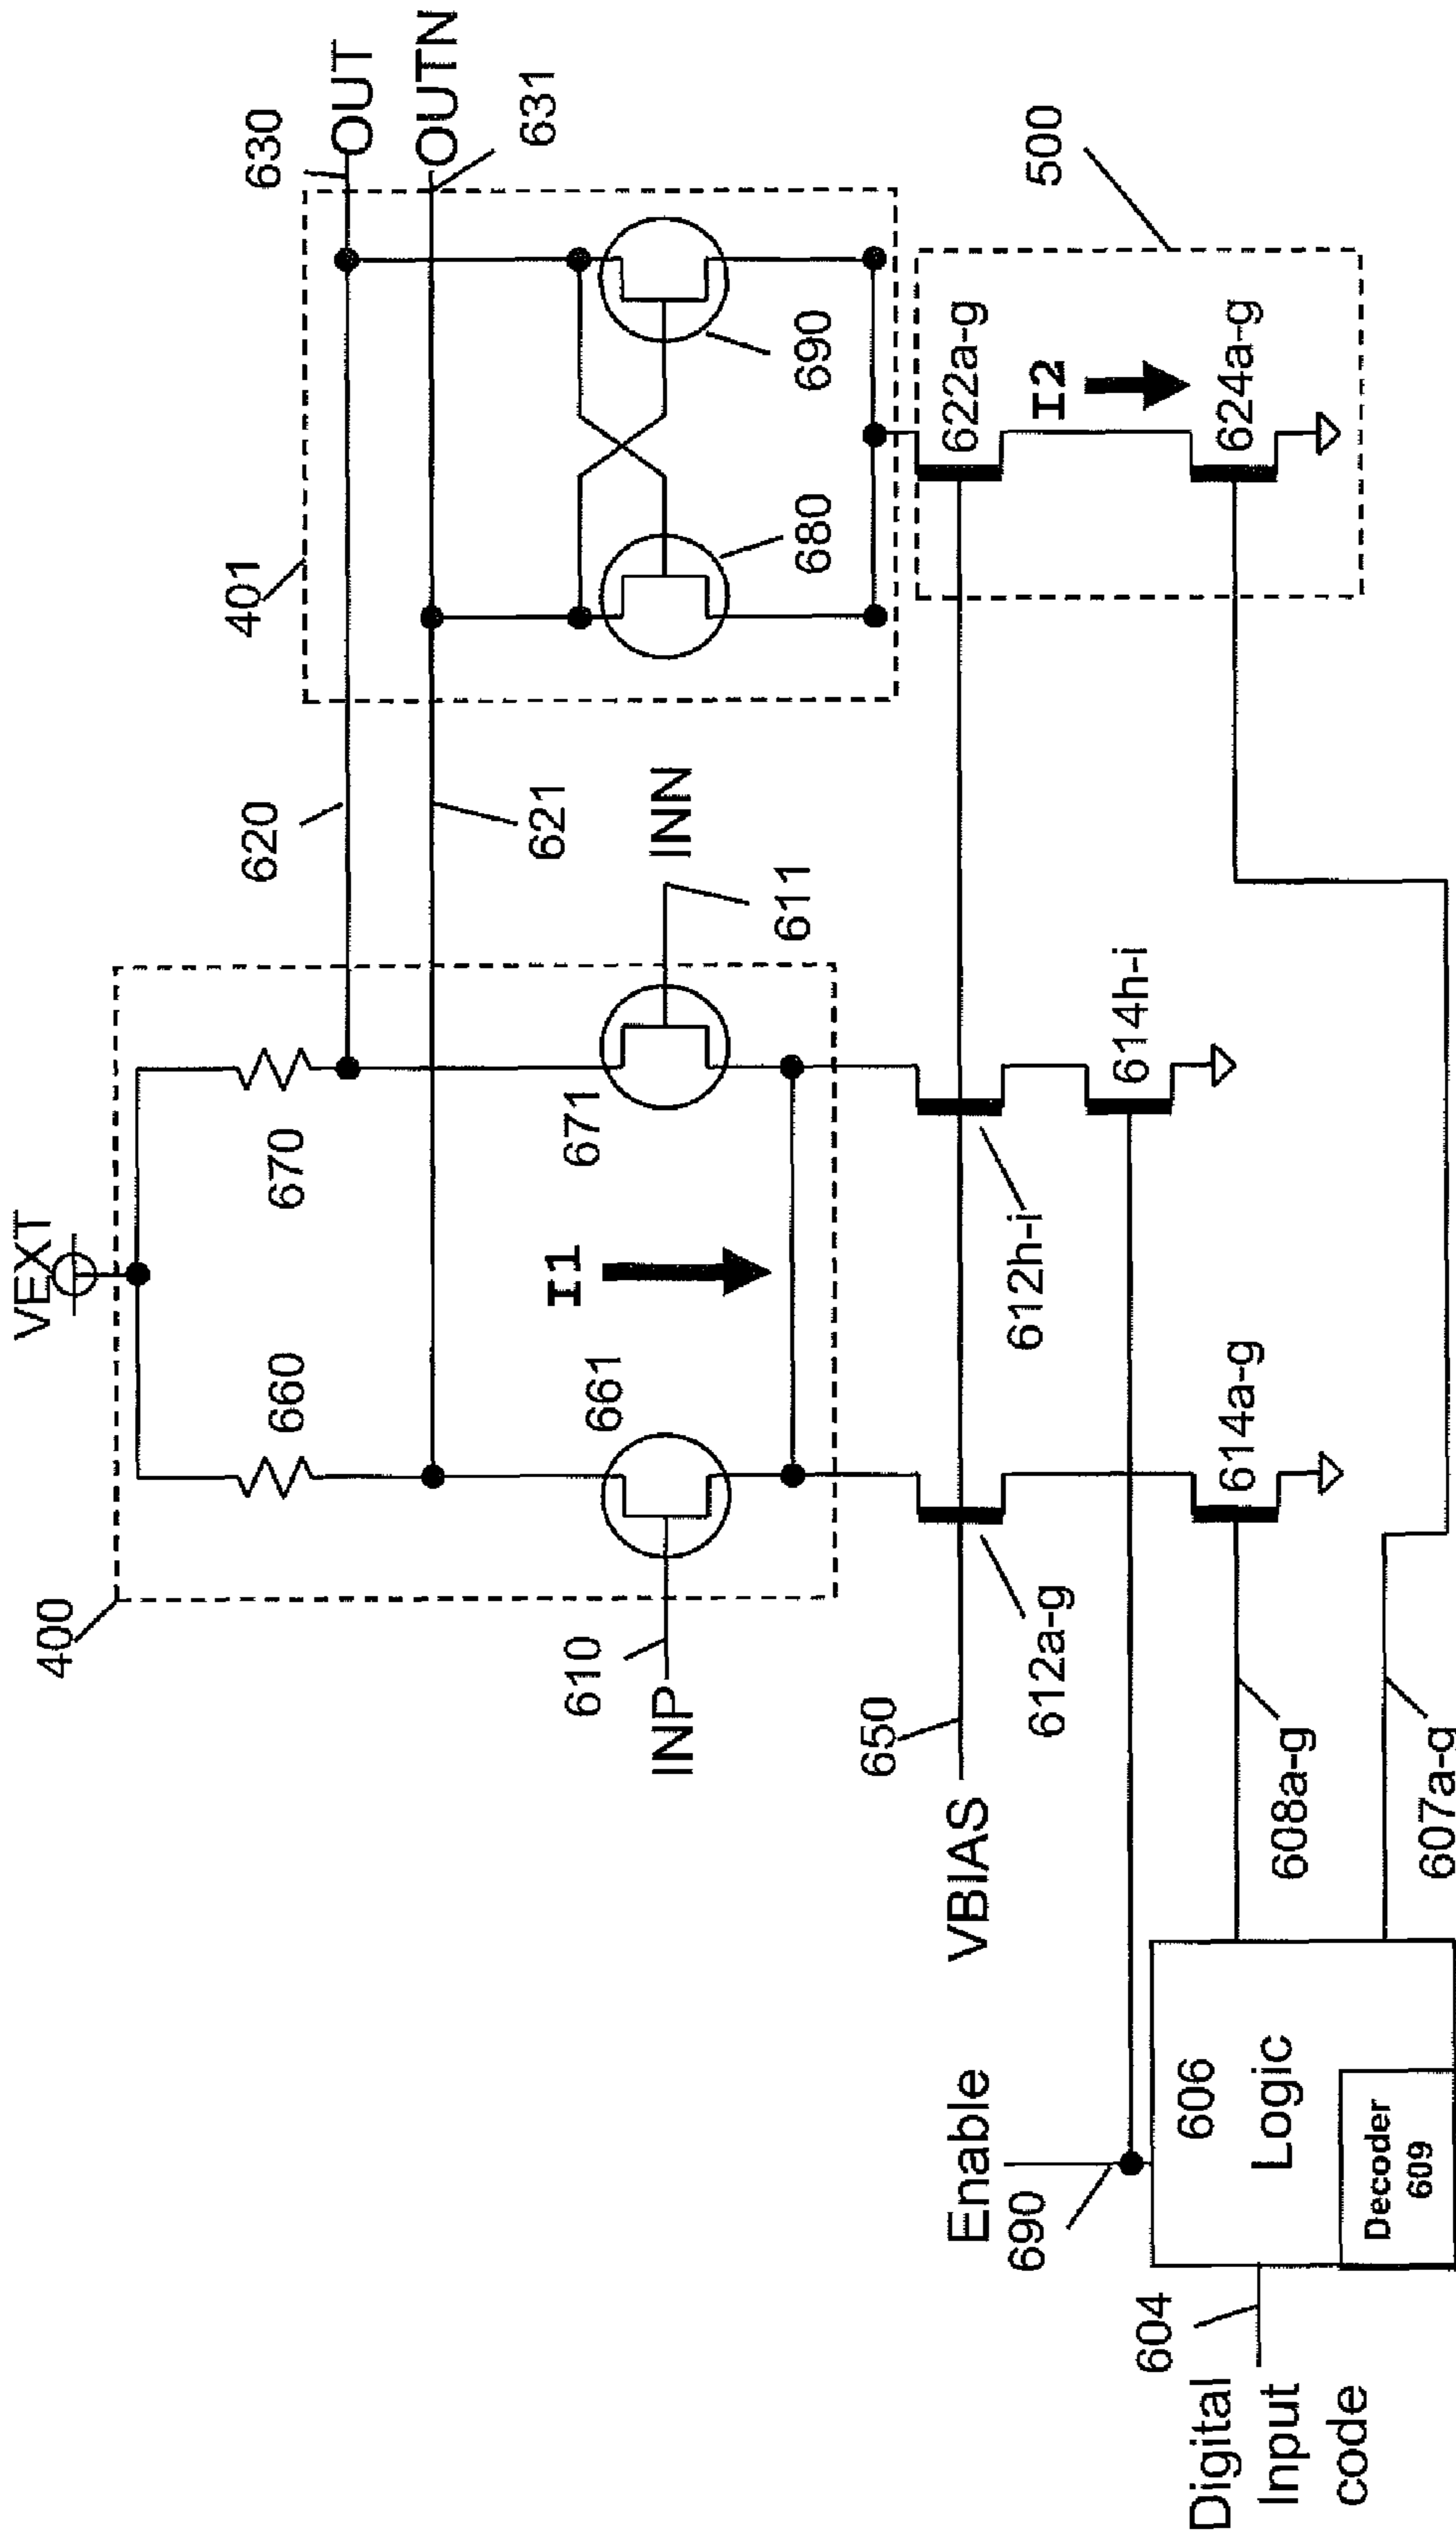 VEXT
400
660
670
620
630
OUT
OUTN
631
401
621
661
I1
671
INN
611
680
690
610
INP
650
VBIAS
612a-g
612h-i
614h-i
614a-g
622a-g
I2
624a-g
500
Enable
690
606
Logic
Decoder
609
608a-g
607a-g
604
Digital
Input
code